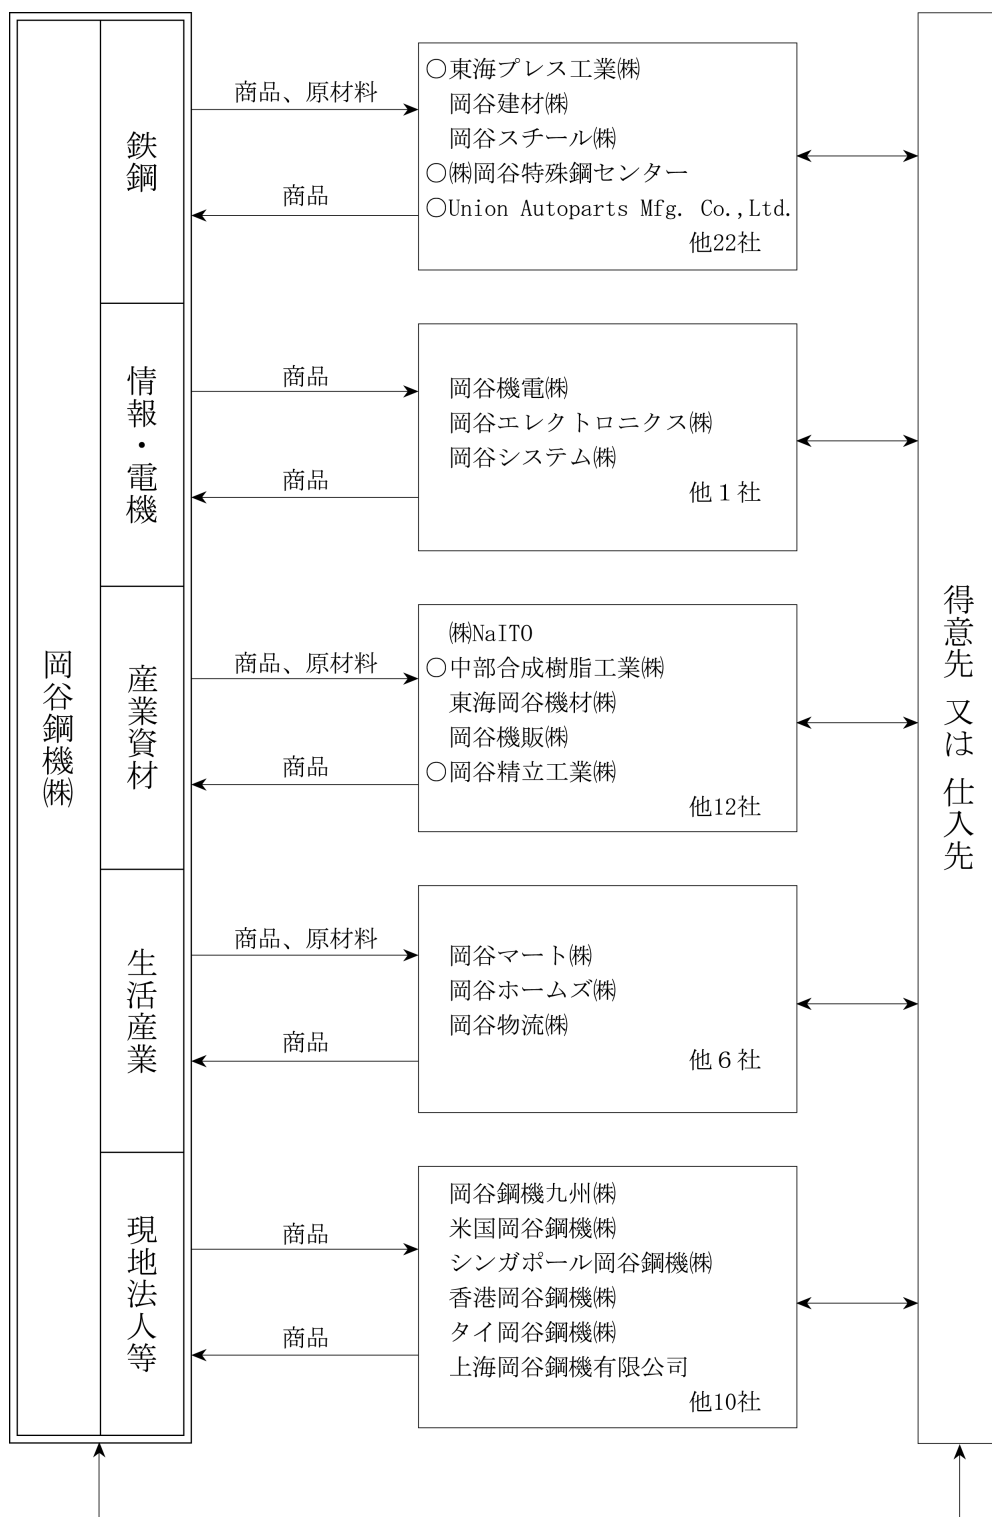 岡谷鋼機㈱
鉄鋼
商品、原材料
商品
○東海プレス工業㈱
岡谷建材㈱
岡谷スチール㈱
○㈱岡谷特殊鋼センター
○Union Autoparts Mfg. Co.,Ltd.
他22社
情報・電機
商品
商品
岡谷機電㈱
岡谷エレクトロニクス㈱
岡谷システム㈱
他１社
産業資材
商品、原材料
商品
㈱NaITO
○中部合成樹脂工業㈱
東海岡谷機材㈱
岡谷機販㈱
○岡谷精立工業㈱
他12社
生活産業
商品、原材料
商品
岡谷マート㈱
岡谷ホームズ㈱
岡谷物流㈱
他６社
現地法人等
商品
商品
岡谷鋼機九州㈱
米国岡谷鋼機㈱
シンガポール岡谷鋼機㈱
香港岡谷鋼機㈱
タイ岡谷鋼機㈱
上海岡谷鋼機有限公司
他10社
得意先 又は 仕入先